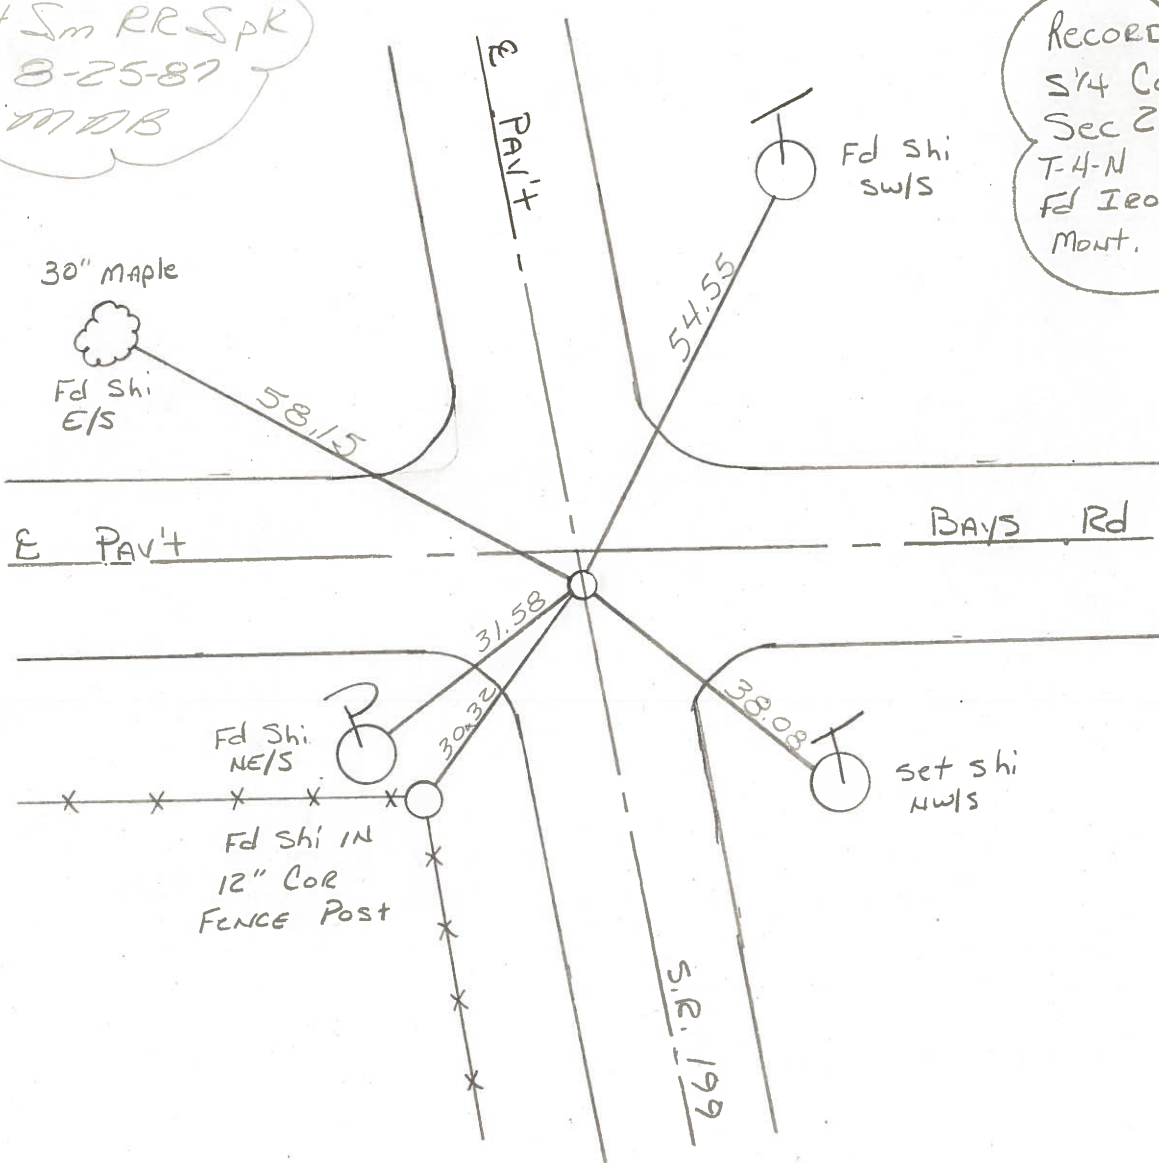 Sm RR Spk
8-25-87
MDB
Record
S 1/4 Co
Sec 2
T-4-N
Fd Iro
Mont.
℄ PAV't
Fd Shi
SW/S
30" MAple
Fd Shi
E/S
58.15
54.55
℄ PAV't
BAYS Rd
31.58
30.32
38.08
Fd Shi
NE/S
Set Shi
NW/S
Fd Shi IN
12" COR
FENCE Post
S.R. 199